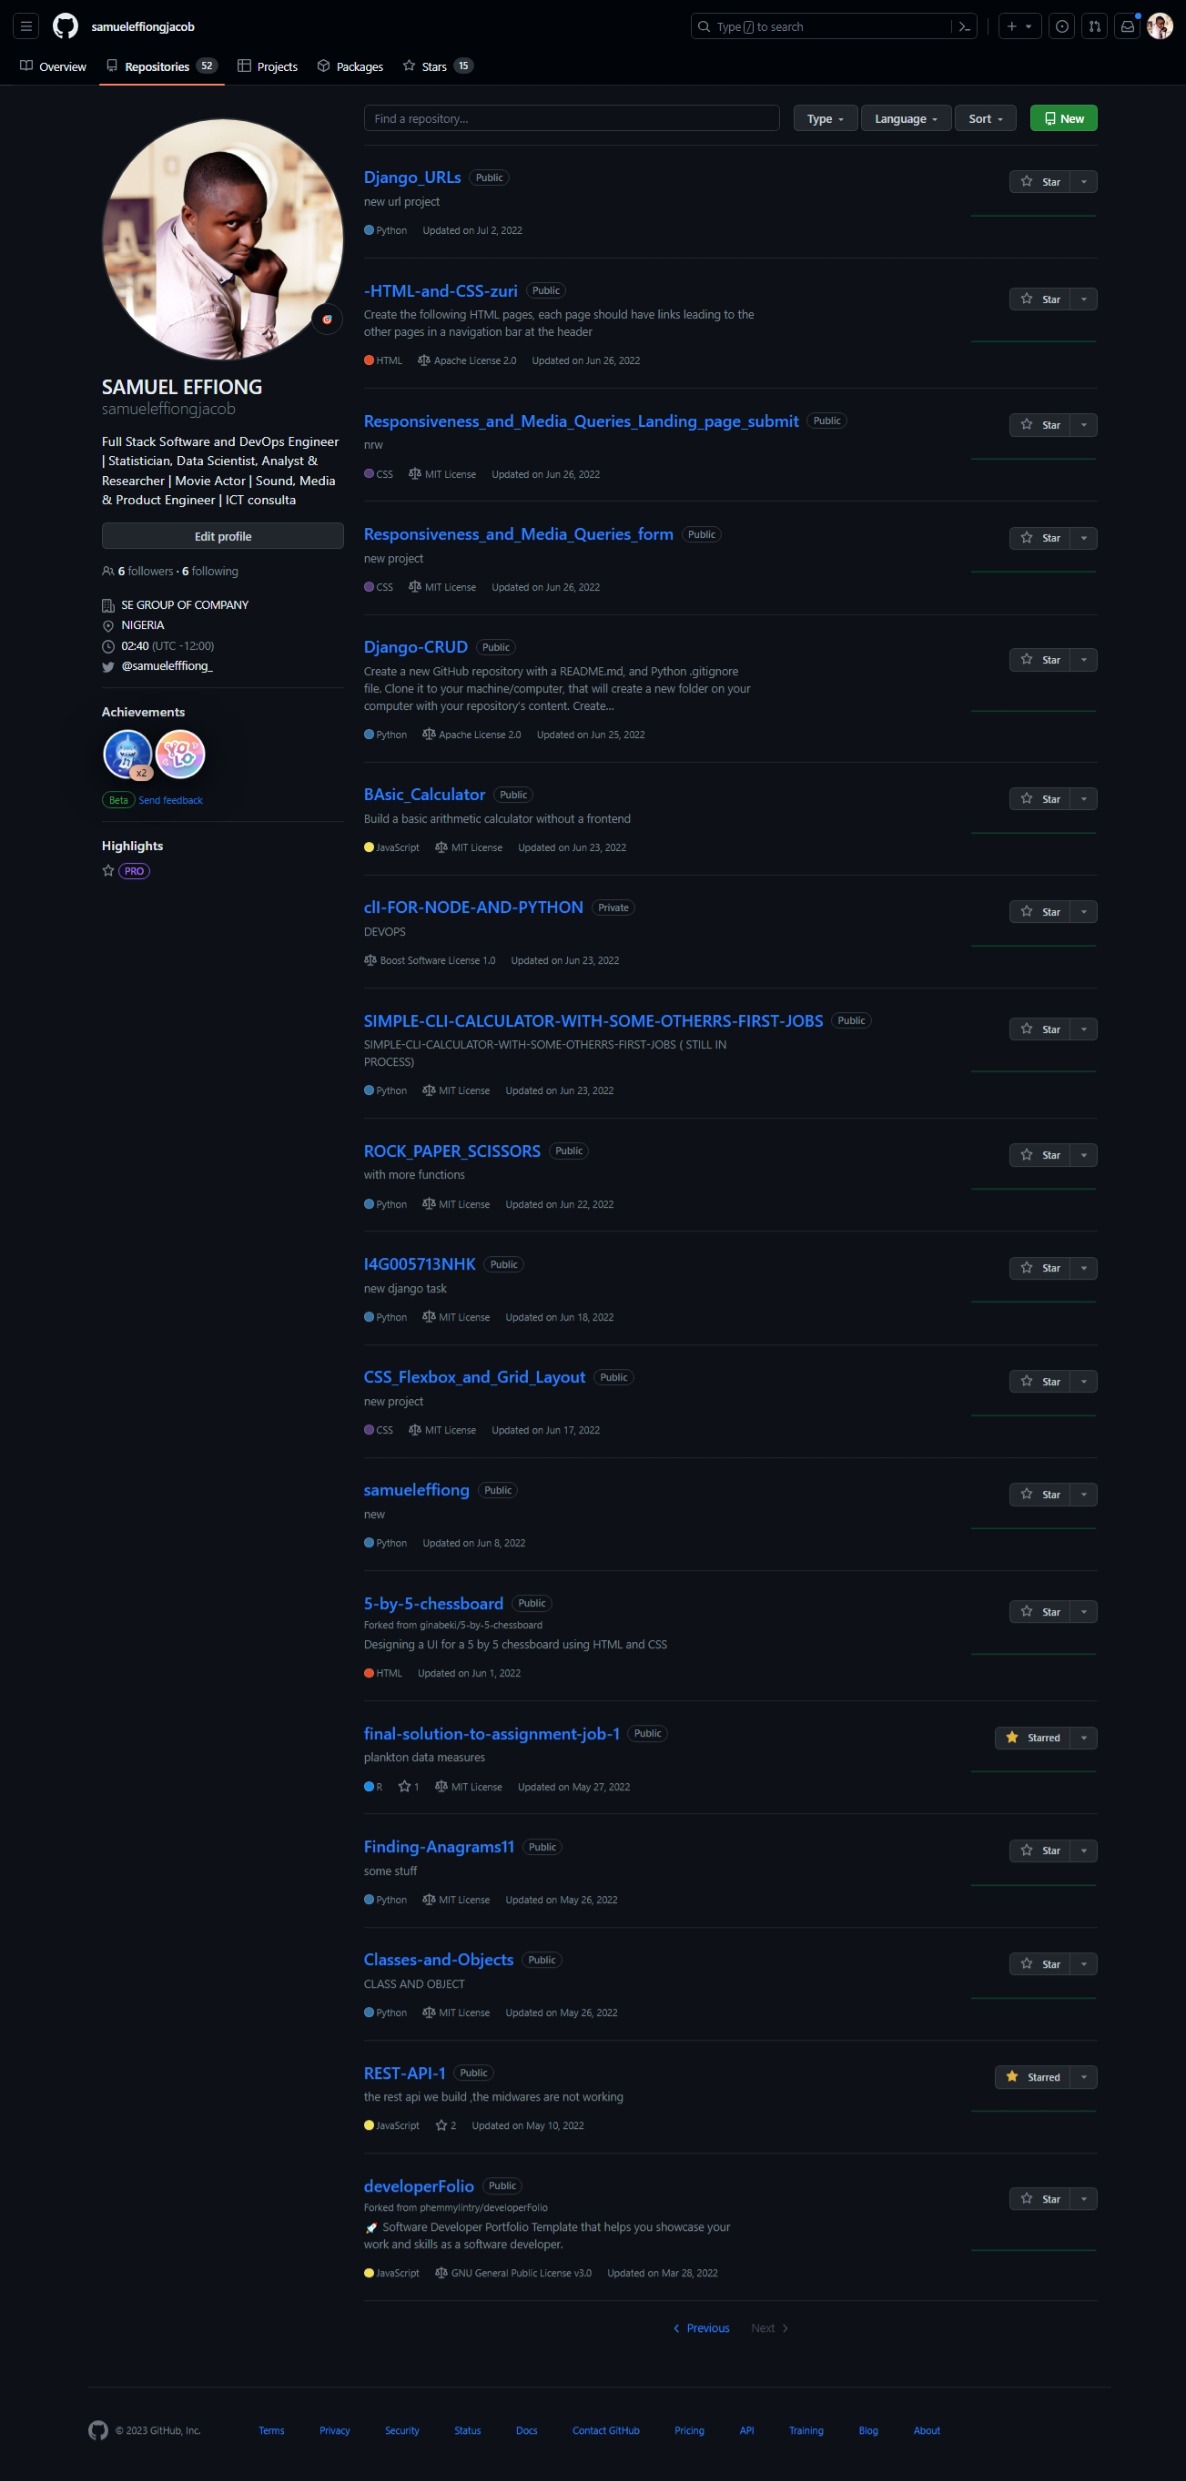 samueleffiongjacob
Type / to search
Overview
Repositories 52
Projects
Packages
Stars 15
Find a repository...
Type
Language
Sort
New
SAMUEL EFFIONG
samueleffiongjacob
Full Stack Software and DevOps Engineer
| Statistician, Data Scientist, Analyst &
Researcher | Movie Actor | Sound, Media
& Product Engineer | ICT consulta
Edit profile
6 followers · 6 following
SE GROUP OF COMPANY
NIGERIA
02:40 (UTC -12:00)
@samuelefffiong_
Achievements
x2
YOLO
Beta Send feedback
Highlights
PRO
Django_URLs Public
Star
new url project
Python Updated on Jul 2, 2022
-HTML-and-CSS-zuri Public
Star
Create the following HTML pages, each page should have links leading to the
other pages in a navigation bar at the header
HTML Apache License 2.0 Updated on Jun 26, 2022
Responsiveness_and_Media_Queries_Landing_page_submit Public
Star
nrw
CSS MIT License Updated on Jun 26, 2022
Responsiveness_and_Media_Queries_form Public
Star
new project
CSS MIT License Updated on Jun 26, 2022
Django-CRUD Public
Star
Create a new GitHub repository with a README.md, and Python .gitignore
file. Clone it to your machine/computer, that will create a new folder on your
computer with your repository's content. Create...
Python Apache License 2.0 Updated on Jun 25, 2022
BAsic_Calculator Public
Star
Build a basic arithmetic calculator without a frontend
JavaScript MIT License Updated on Jun 23, 2022
clI-FOR-NODE-AND-PYTHON Private
Star
DEVOPS
Boost Software License 1.0 Updated on Jun 23, 2022
SIMPLE-CLI-CALCULATOR-WITH-SOME-OTHERRS-FIRST-JOBS Public
Star
SIMPLE-CLI-CALCULATOR-WITH-SOME-OTHERRS-FIRST-JOBS ( STILL IN
PROCESS)
Python MIT License Updated on Jun 23, 2022
ROCK_PAPER_SCISSORS Public
Star
with more functions
Python MIT License Updated on Jun 22, 2022
I4G005713NHK Public
Star
new django task
Python MIT License Updated on Jun 18, 2022
CSS_Flexbox_and_Grid_Layout Public
Star
new project
CSS MIT License Updated on Jun 17, 2022
samueleffiong Public
Star
new
Python Updated on Jun 8, 2022
5-by-5-chessboard Public
Star
Forked from ginabeki/5-by-5-chessboard
Designing a UI for a 5 by 5 chessboard using HTML and CSS
HTML Updated on Jun 1, 2022
final-solution-to-assignment-job-1 Public
Starred
plankton data measures
R 1 MIT License Updated on May 27, 2022
Finding-Anagrams11 Public
Star
some stuff
Python MIT License Updated on May 26, 2022
Classes-and-Objects Public
Star
CLASS AND OBJECT
Python MIT License Updated on May 26, 2022
REST-API-1 Public
Starred
the rest api we build ,the midwares are not working
JavaScript 2 Updated on May 10, 2022
developerFolio Public
Star
Forked from phemmylintry/developerFolio
🚀 Software Developer Portfolio Template that helps you showcase your
work and skills as a software developer.
JavaScript GNU General Public License v3.0 Updated on Mar 28, 2022
Previous Next
© 2023 GitHub, Inc.
Terms
Privacy
Security
Status
Docs
Contact GitHub
Pricing
API
Training
Blog
About